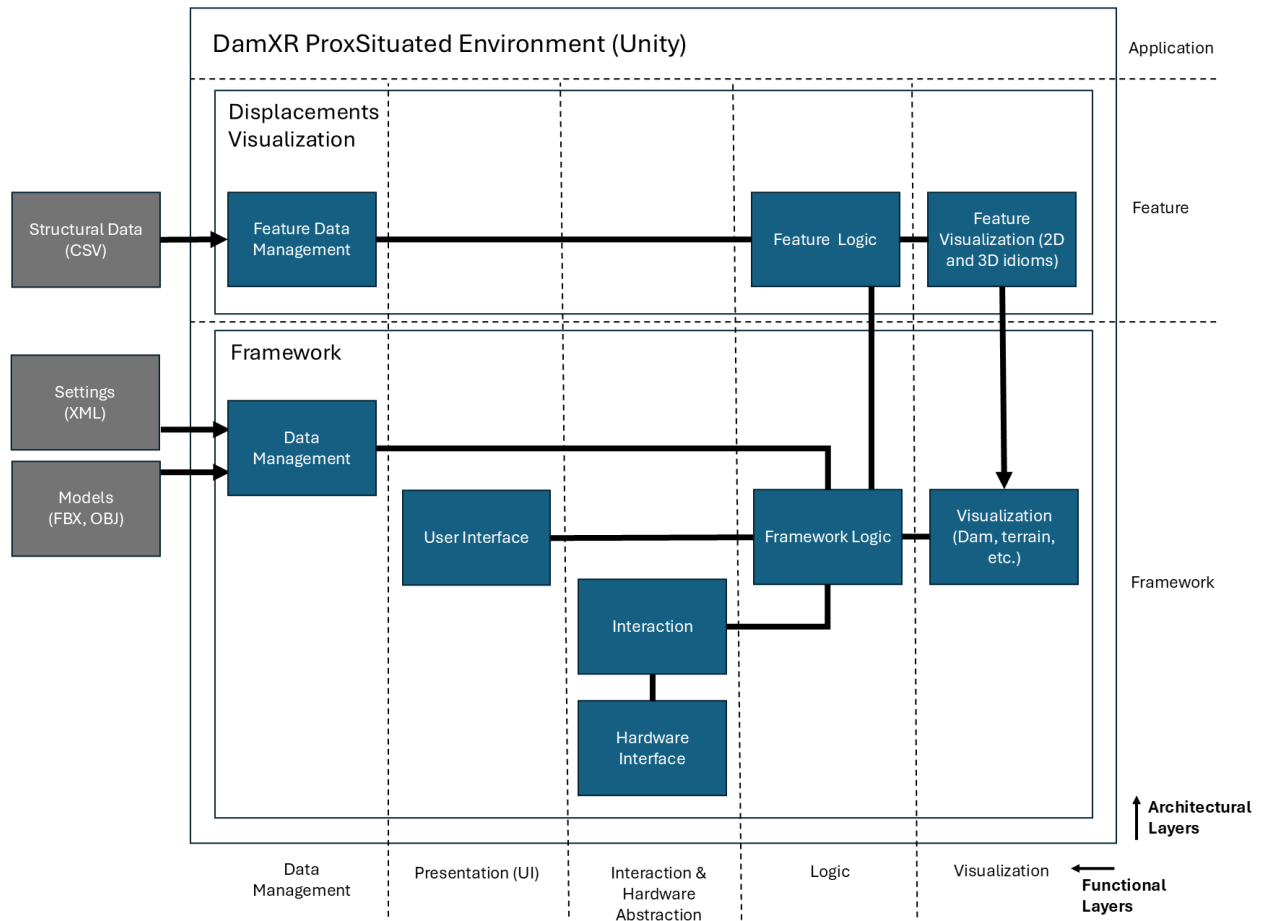 DamXR ProxSituated Environment (Unity)
Application
Displacements
Visualization
Structural Data
(CSV)
Feature Data
Management
Feature Logic
Feature
Visualization (2D
and 3D idioms)
Feature
Framework
Settings
(XML)
Models
(FBX, OBJ)
Data
Management
User Interface
Framework Logic
Visualization
(Dam, terrain,
etc.)
Interaction
Hardware
Interface
Framework
Architectural
Layers
Data
Management
Presentation (UI)
Interaction &
Hardware
Abstraction
Logic
Visualization
Functional
Layers